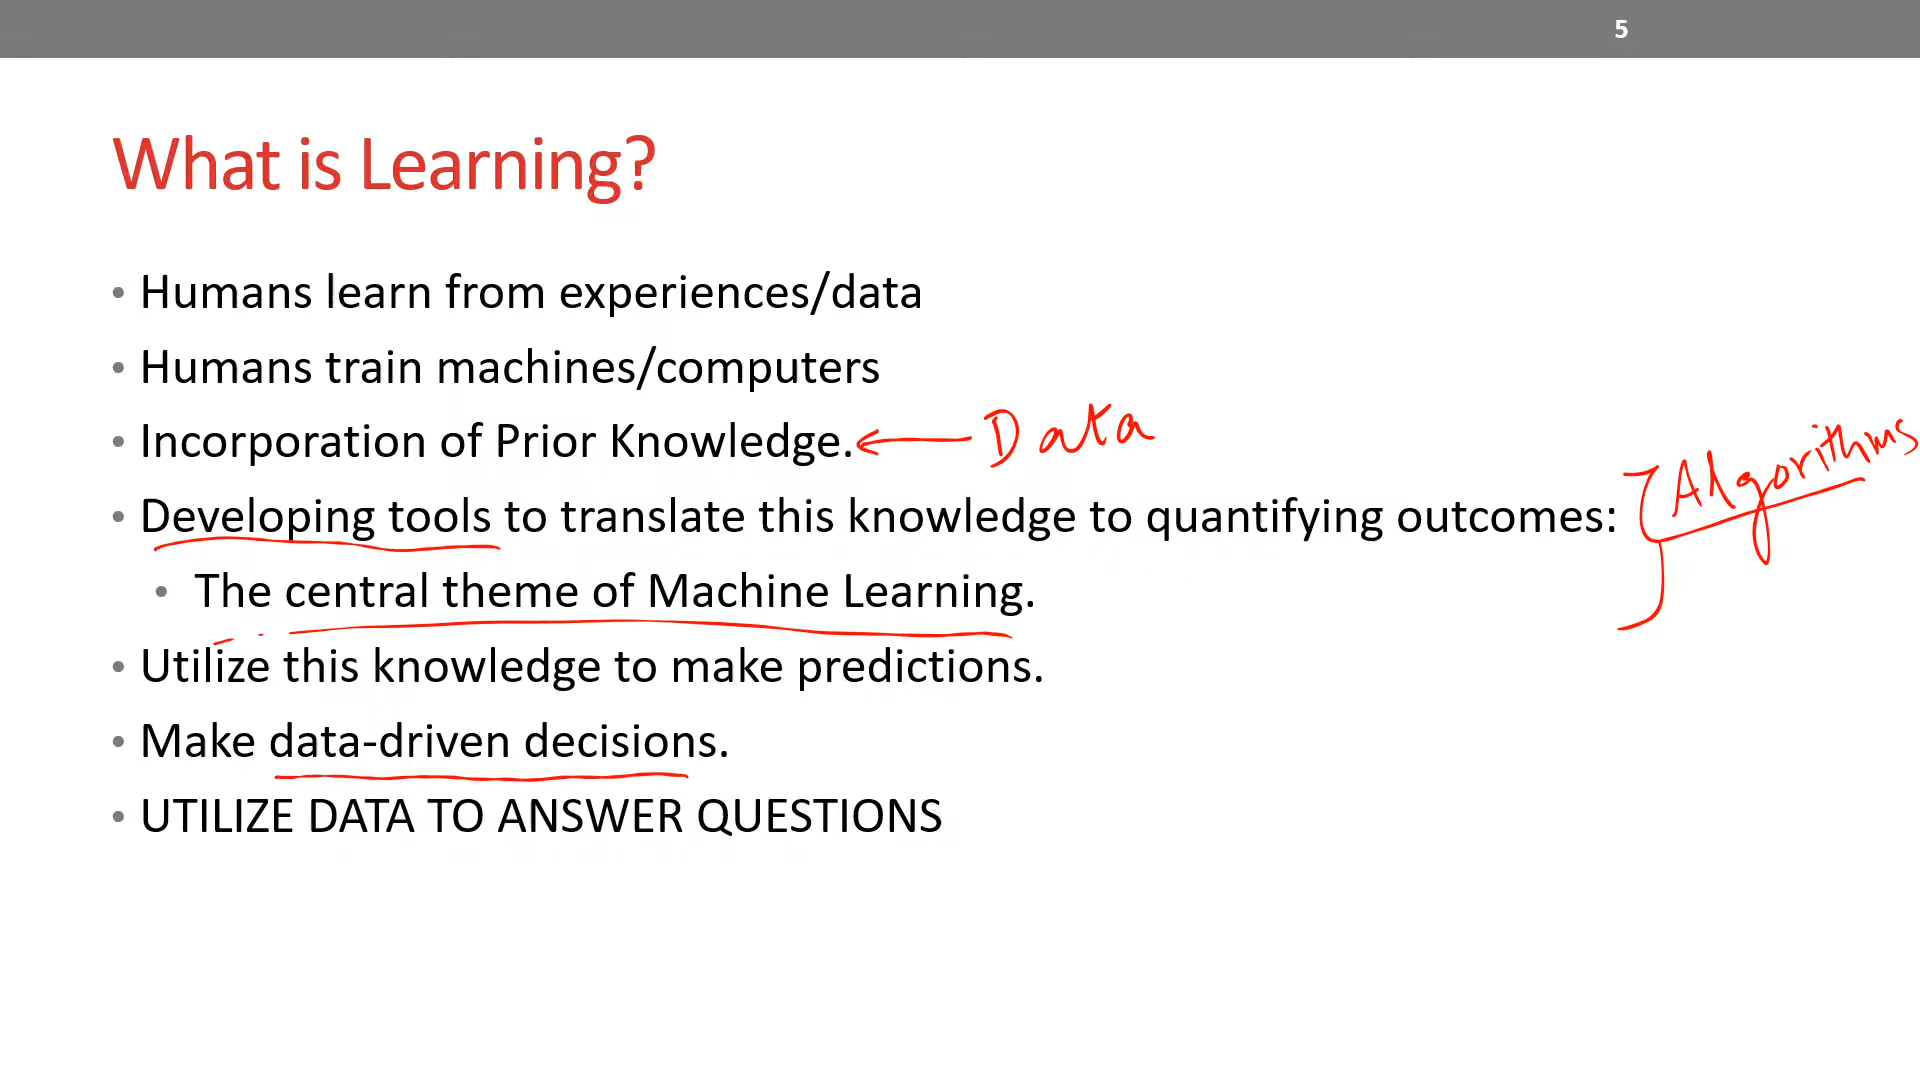 5
What is Learning?
• Humans learn from experiences/data
• Humans train machines/computers
• Incorporation of Prior Knowledge. ← Data
• Developing tools to translate this knowledge to quantifying outcomes: Algorithms
• The central theme of Machine Learning.
• Utilize this knowledge to make predictions.
• Make data-driven decisions.
• UTILIZE DATA TO ANSWER QUESTIONS